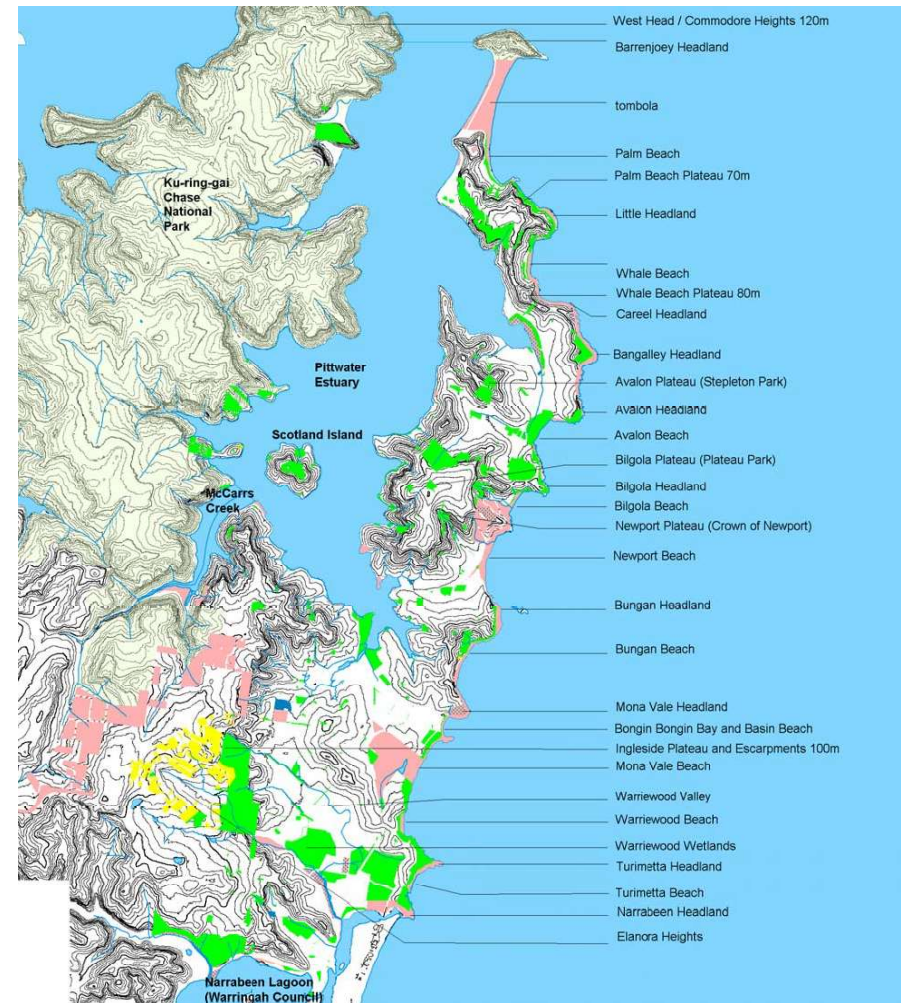 West Head / Commodore Heights 120m
Barrenjoey Headland
tombola
Palm Beach
Palm Beach Plateau 70m
Ku-ring-gai
Chase
National
Park
Little Headland
Whale Beach
Whale Beach Plateau 80m
Careel Headland
Bangalley Headland
Pittwater
Estuary
Avalon Plateau (Stepleton Park)
Avalon Headland
Scotland Island
Avalon Beach
Bilgola Plateau (Plateau Park)
Bilgola Headland
McCarrs
Creek
Bilgola Beach
Newport Plateau (Crown of Newport)
Newport Beach
Bungan Headland
Bungan Beach
Mona Vale Headland
Bongin Bongin Bay and Basin Beach
Ingleside Plateau and Escarpments 100m
Mona Vale Beach
Warriewood Valley
Warriewood Beach
Warriewood Wetlands
Turimetta Headland
Turimetta Beach
Narrabeen Headland
Elanora Heights
Narrabeen Lagoon
(Warringah Council)